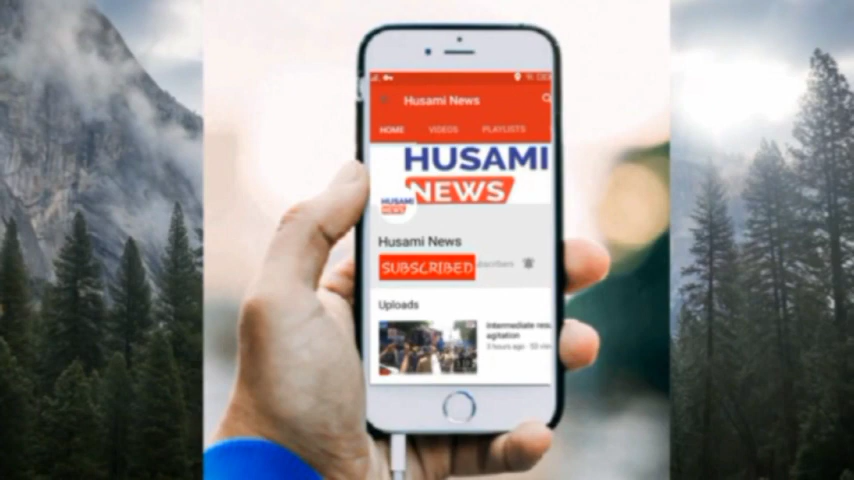 Husami News
HOME VIDEOS PLAYLISTS
HUSAMI
NEWS
HUSAMI
NEWS
Husami News
SUBSCRIBED
Uploads
Intermediate
agitation
3 hours ago